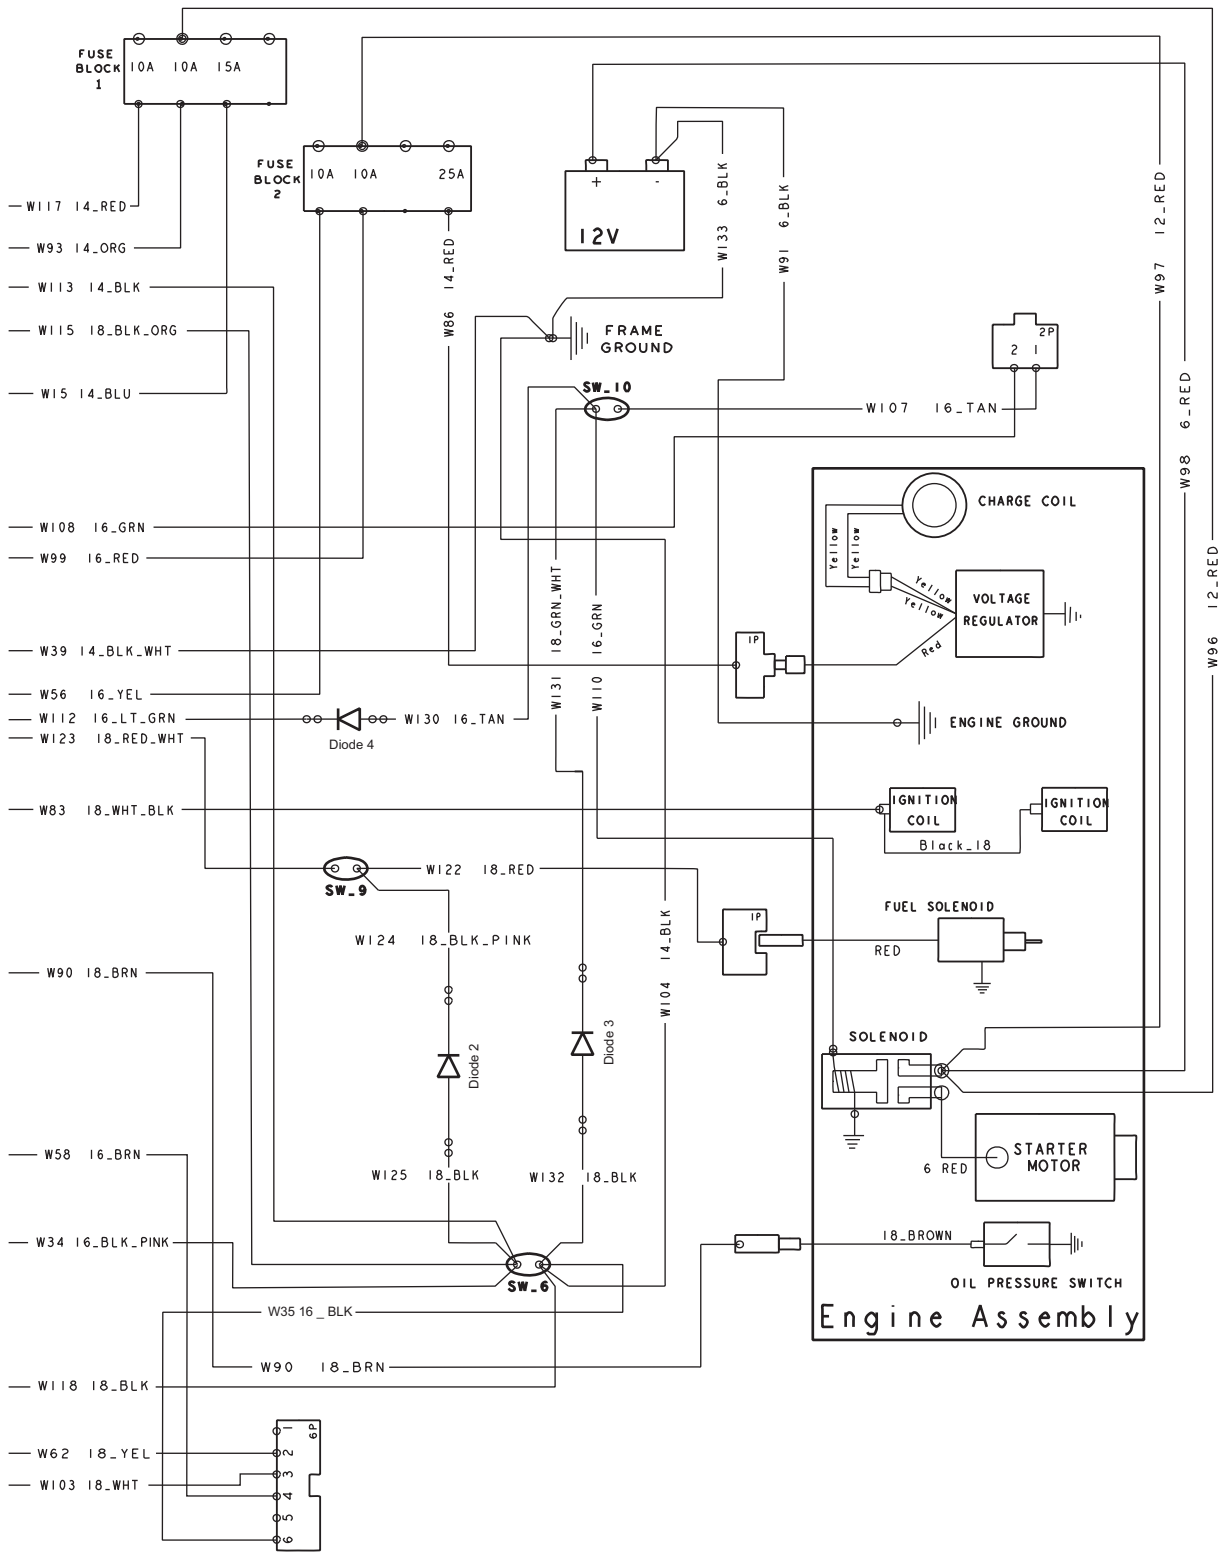 FUSE
BLOCK
1
10A 10A 15A
FUSE
BLOCK
2
10A 10A 25A
W117 14_RED
W93 14_ORG
W113 14_BLK
W115 18_BLK_ORG
W15 14_BLU
W86 14_RED
+ -
12V
W133 6_BLK
W91 6_BLK
W97 12_RED
W98 6_RED
W96 12_RED
FRAME
GROUND
SW_10
2P
2 1
W107 16_TAN
W108 16_GRN
W99 16_RED
W131 18_GRN_WHT
W110 16_GRN
CHARGE COIL
Yellow
Yellow
Yellow
Yellow
VOLTAGE
REGULATOR
Red
1P
W39 14_BLK_WHT
W56 16_YEL
W112 16_LT_GRN
W130 16_TAN
Diode 4
W123 18_RED_WHT
ENGINE GROUND
W83 18_WHT_BLK
IGNITION
COIL
IGNITION
COIL
Black_18
W122 18_RED
SW_9
W124 18_BLK_PINK
W104 14_BLK
1P
FUEL SOLENOID
RED
W90 18_BRN
Diode 2
Diode 3
SOLENOID
STARTER
MOTOR
6 RED
W58 16_BRN
W125 18_BLK
W132 18_BLK
W34 16_BLK_PINK
SW_6
18_BROWN
OIL PRESSURE SWITCH
W35 16 _ BLK
Engine Assembly
W90 18_BRN
W118 18_BLK
6P
1
W62 18_YEL
2
W103 18_WHT
3
4
5
6